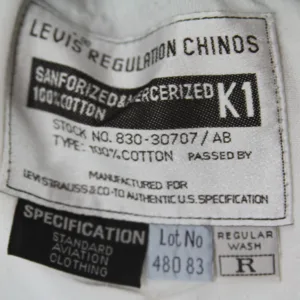 LEVI'S REGULATION CHINOS
SANFORIZED & MERCERIZED
100% COTTON
K1
STOCK NO. 830-30707/AB
TYPE: 100% COTTON PASSED BY
MANUFACTURED FOR
LEVI STRAUSS & CO-TO AUTHENTIC U.S. SPECIFICATION
SPECIFICATION
STANDARD
AVIATION
CLOTHING
Lot No
480 83
REGULAR
WASH
R